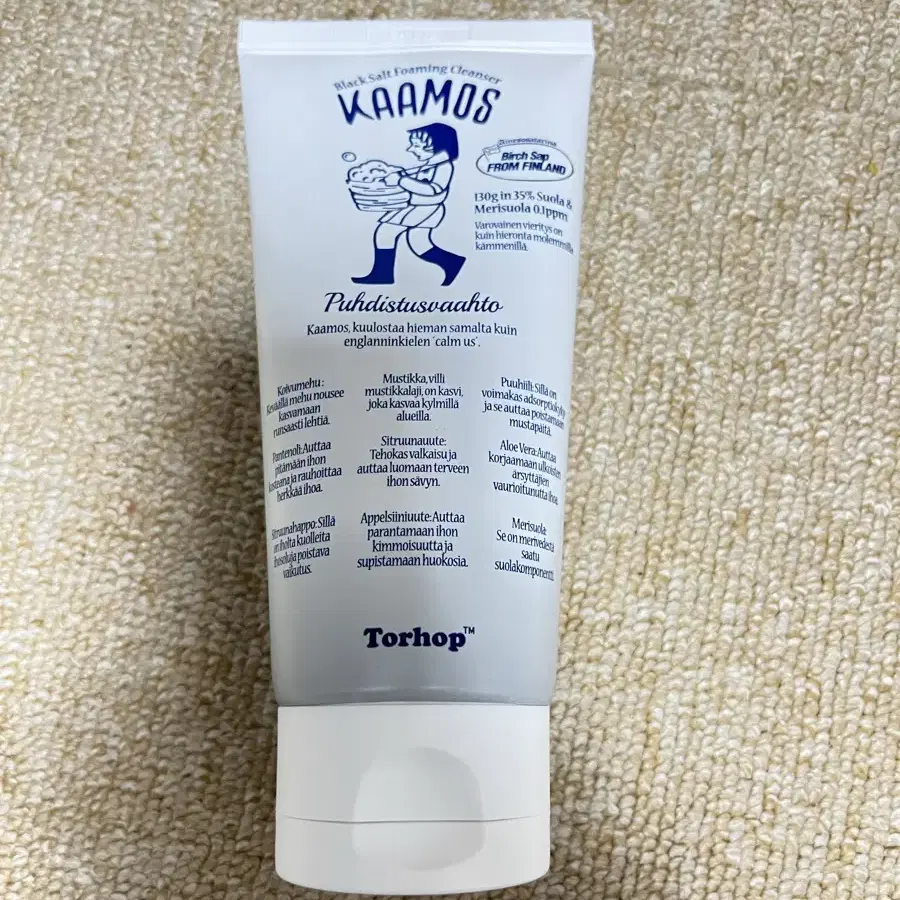 Black Salt Foaming Cleanser
KAAMOS
Birch Sap
FROM FINLAND
130g in 35% Suola &
Merisuola 0.1ppm
Varovainen vieritys on
kuin hieronta molemmilla
kämmenillä.
Puhdistusvaahto
Kaamos, kuulostaa hieman samalta kuin
englanninkielen 'calm us'.
Koivumehu:
Keväällä mehu nousee
kasvamaan
runsaasti lehtiä.
Mustikka, villi
mustikkalaji, on kasvi,
joka kasvaa kylmillä
alueilla.
Puuhiili: Sillä on
voimakas adsorptiokyky
ja se auttaa poistamaan
mustapäitä.
Pantenoli: Auttaa
pitämään ihon
kosteana ja rauhoittaa
herkkää ihoa.
Sitruunauute:
Tehokas valkaisu ja
auttaa luomaan terveen
ihon sävyn.
Aloe Vera: Auttaa
korjaamaan ulkoisten
ärsyttäjien
vaurioitunutta ihoa.
Sitruunahappo: Sillä
on iholta kuolleita
ihosoluja poistava
vaikutus.
Appelsiiniuute: Auttaa
parantamaan ihon
kimmoisuutta ja
supistamaan huokosia.
Merisuola:
Se on merivedestä
saatu
suolakomponentti.
Torhop™